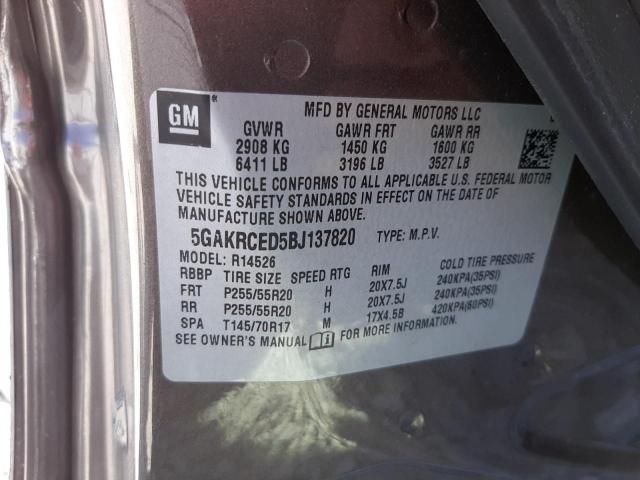 GM
®
MFD BY GENERAL MOTORS LLC
GVWR GAWR FRT GAWR RR
2908 KG 1450 KG 1600 KG
6411 LB 3196 LB 3527 LB
THIS VEHICLE CONFORMS TO ALL APPLICABLE U.S. FEDERAL MOTOR
VEHICLE SAFETY STANDARDS IN EFFECT ON THE DATE OF
MANUFACTURE SHOWN ABOVE.
5GAKRCED5BJ137820 TYPE: M.P.V.
MODEL: R14526
RBBP TIRE SIZE SPEED RTG RIM COLD TIRE PRESSURE
FRT P255/55R20 H 20X7.5J 240KPA(35PSI)
RR P255/55R20 H 20X7.5J 240KPA(35PSI)
SPA T145/70R17 M 17X4.5B 420KPA(60PSI)
SEE OWNER'S MANUAL FOR MORE INFORMATION.